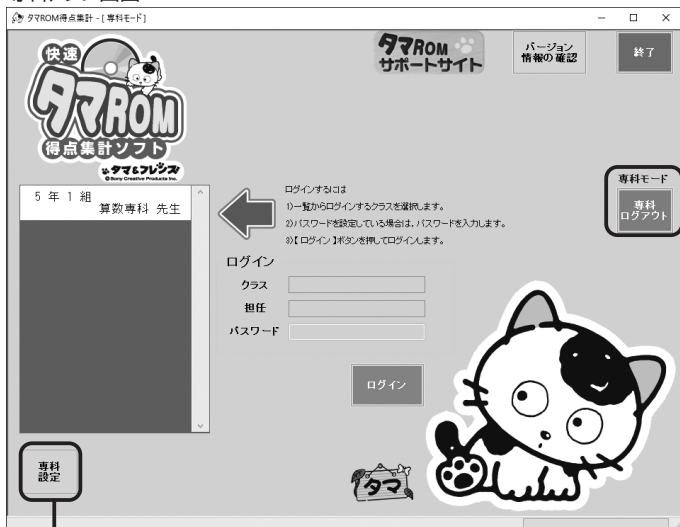 タマROM得点集計 - [専科モード]
タマROM
サポートサイト
バージョン
情報の確認
終了
快速
タマROM
得点集計ソフト
タマ&フレンズ
©Sony Creative Products Inc.
専科モード
専科
ログアウト
5 年 1 組
算数専科 先生
ログインするには
1)一覧からログインするクラスを選択します。
2)パスワードを設定している場合は、パスワードを入力します。
3)【ログイン】ボタンを押してログインします。
ログイン
クラス
担任
パスワード
ログイン
専科
設定
タマ